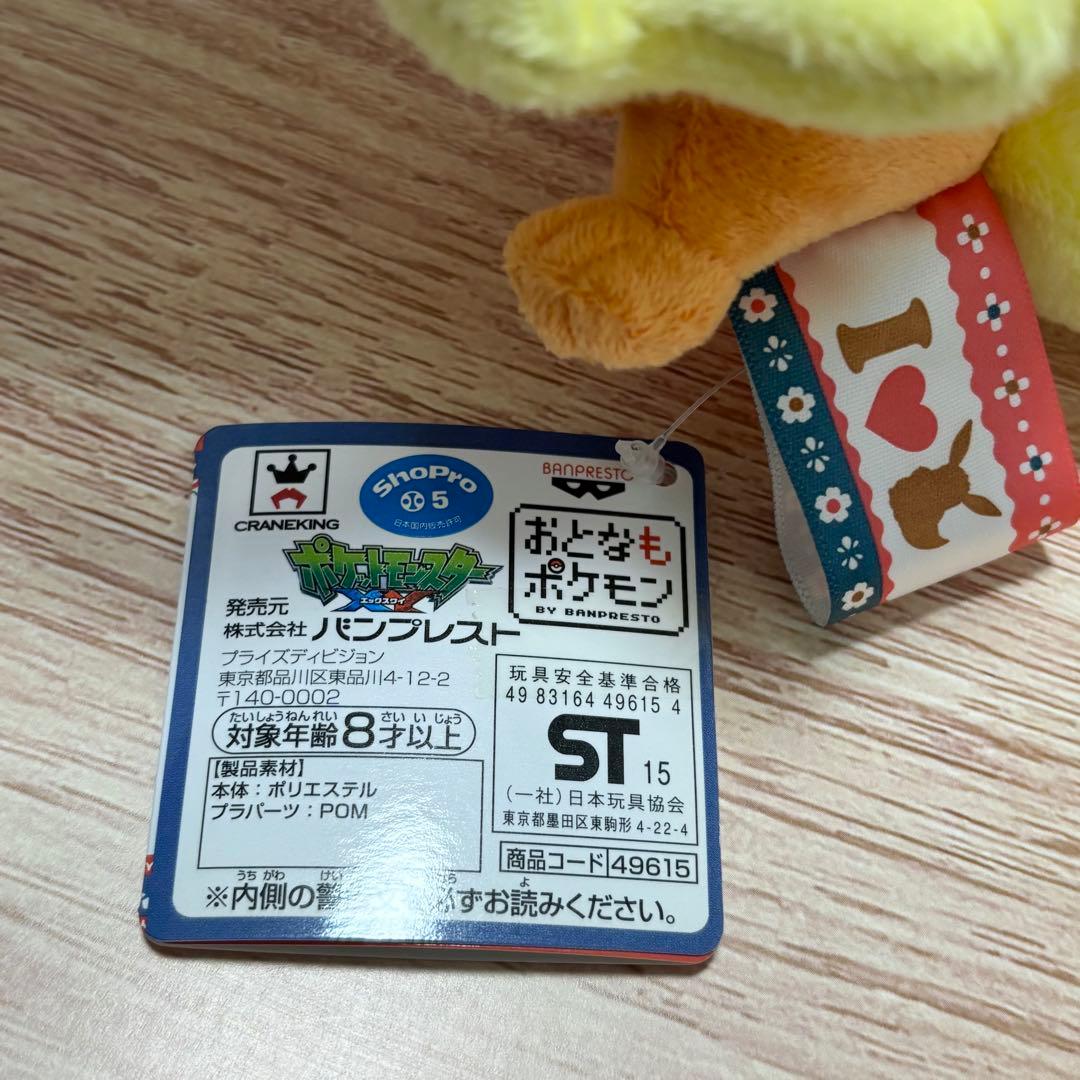 CRANEKING
ShoPro
5
日本国内販売許可
BANPRESTO
ポケットモンスター
XY
エックスワイ
おとなも
ポケモン
BY BANPRESTO
発売元
株式会社 バンプレスト
プライズディビジョン
東京都品川区東品川4-12-2
〒140-0002
たいしょうねんれい さい いじょう
対象年齢8才以上
【製品素材】
本体：ポリエステル
プラパーツ：POM
玩具安全基準合格
49 83164 49615 4
ST 15
(一社)日本玩具協会
東京都墨田区東駒形4-22-4
商品コード 49615
うちがわ けい ら よ
※内側の警 ずお読みください。
I